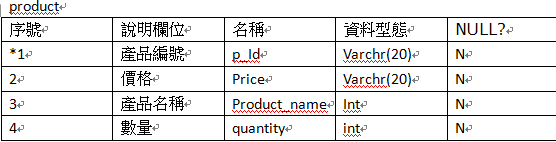 product
序號 說明欄位 名稱 資料型態 NULL?
*1 產品編號 p_Id Varchr(20) N
2 價格 Price Varchr(20) N
3 產品名稱 Product_name Int N
4 數量 quantity int N